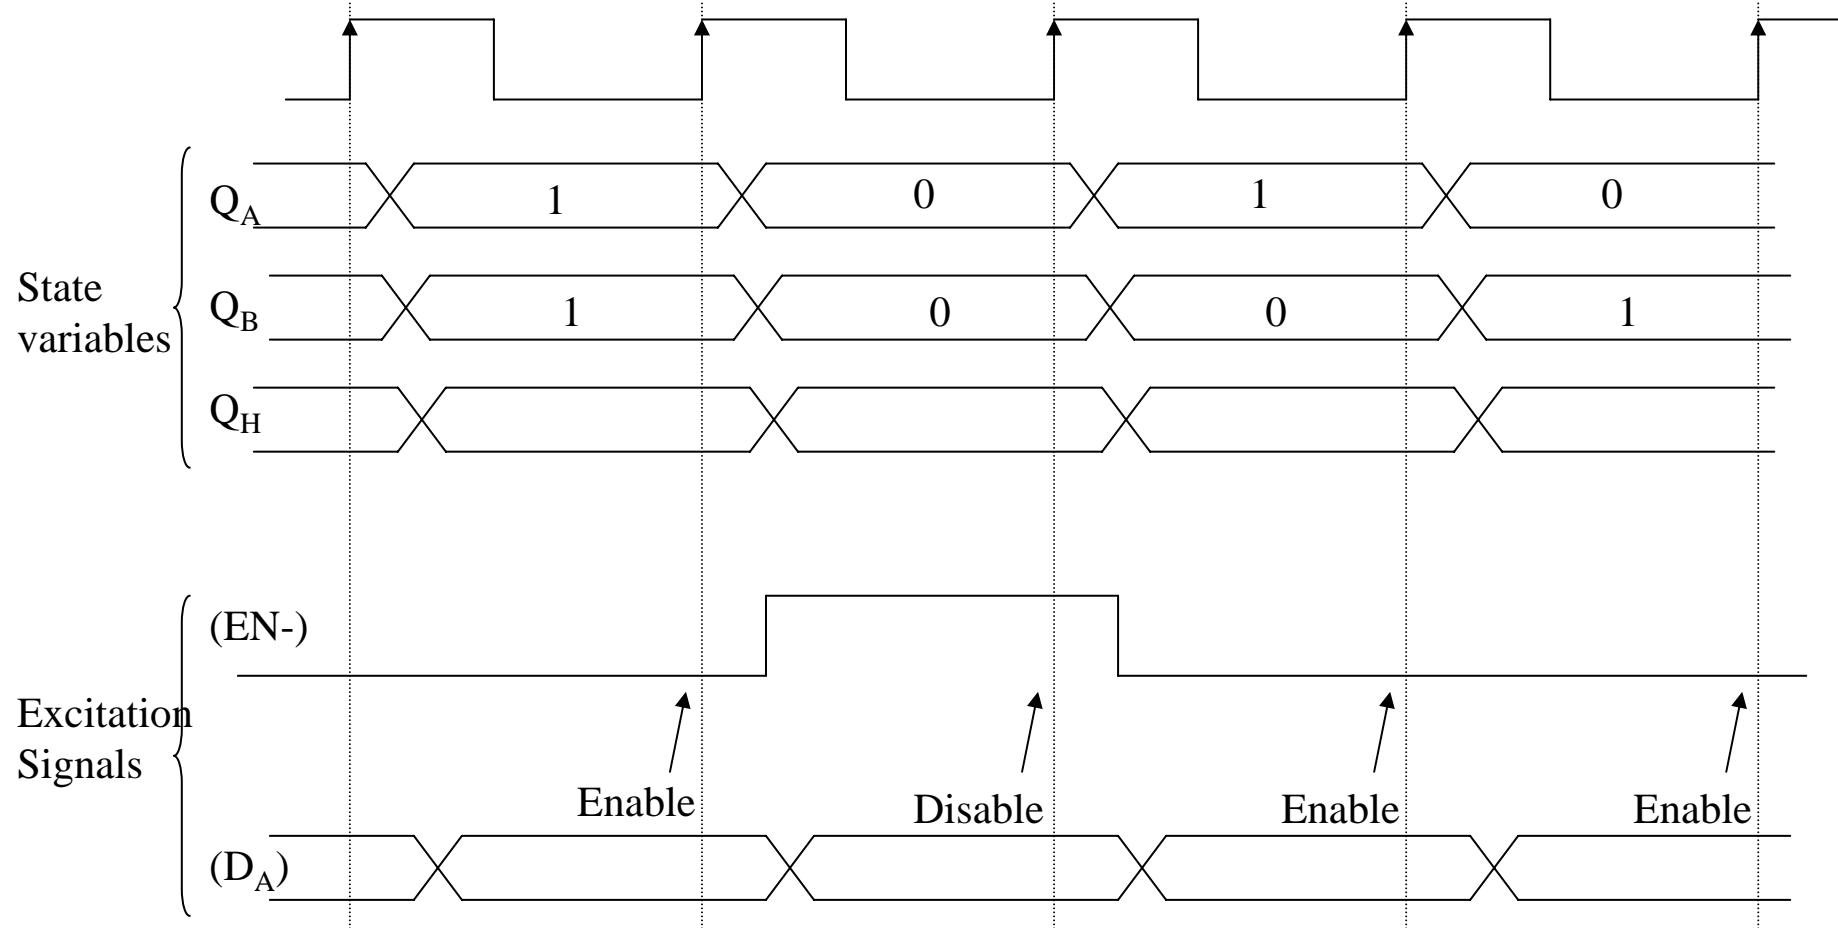 Q_A 1 0 1 0
State variables
Q_B 1 0 0 1
Q_H
(EN-)
Excitation Signals
Enable Disable Enable Enable
(D_A)